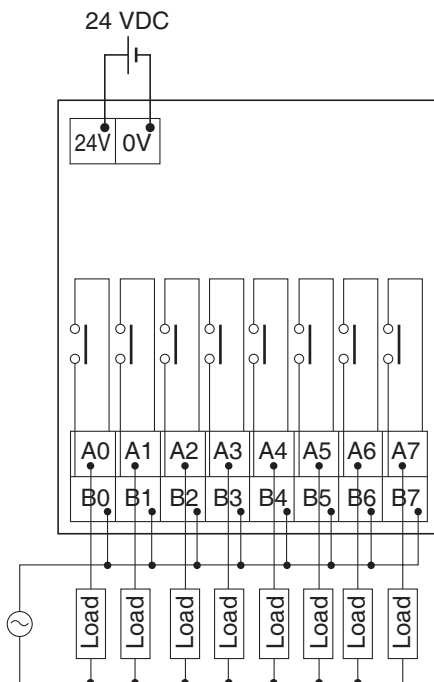 24 VDC
24V 0V
A0 A1 A2 A3 A4 A5 A6 A7
B0 B1 B2 B3 B4 B5 B6 B7
Load Load Load Load Load Load Load Load